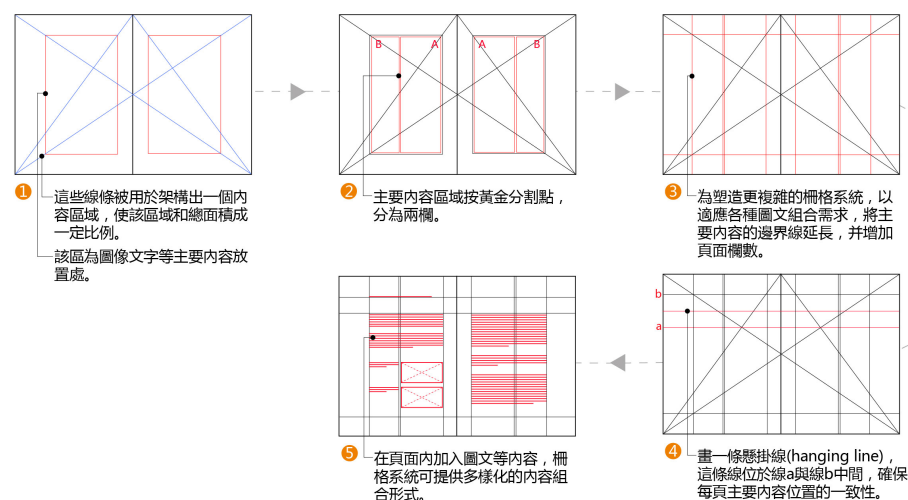 1
這些線條被用於架構出一個內
容區域，使該區域和總面積成
一定比例。
該區為圖像文字等主要內容放
置處。
B A A B
2
主要內容區域按黃金分割點，
分為兩欄。
3
為塑造更複雜的柵格系統，以
適應各種圖文組合需求，將主
要內容的邊界線延長，并增加
頁面欄數。
b
a
4
畫一條懸掛線(hanging line)，
這條線位於線a與線b中間，確保
每頁主要內容位置的一致性。
5
在頁面內加入圖文等內容，柵
格系統可提供多樣化的內容組
合形式。